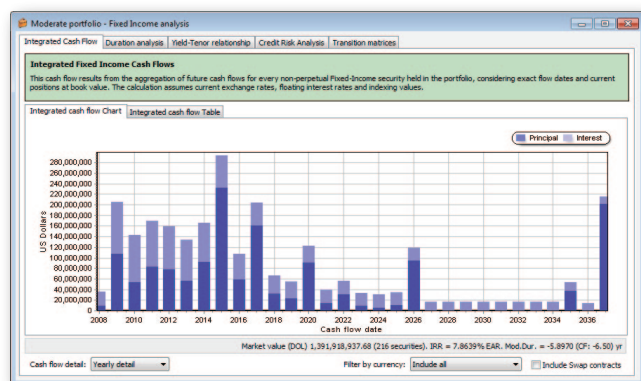 Moderate portfolio - Fixed Income analysis
Integrated Cash Flow Duration analysis Yield-Tenor relationship Credit Risk Analysis Transition matrices
Integrated Fixed Income Cash Flows
This cash flow results from the aggregation of future cash flows for every non-perpetual Fixed-Income security held in the portfolio, considering exact flow dates and current
positions at book value. The calculation assumes current exchange rates, floating interest rates and indexing values.
Integrated cash flow Chart Integrated cash flow Table
Principal Interest
280,000,000
260,000,000
240,000,000
220,000,000
200,000,000
180,000,000
160,000,000
140,000,000
120,000,000
100,000,000
80,000,000
60,000,000
40,000,000
20,000,000
0
US Dollars
2008 2010 2012 2014 2016 2018 2020 2022 2024 2026 2028 2030 2032 2034 2036
Cash flow date
Market value (DOL) 1,391,918,937.68 (216 securities). IRR = 7.8639% EAR. Mod.Dur. = -5.8970 (CF: -6.50) yr
Cash flow detail: Yearly detail Filter by currency: Include all Include Swap contracts